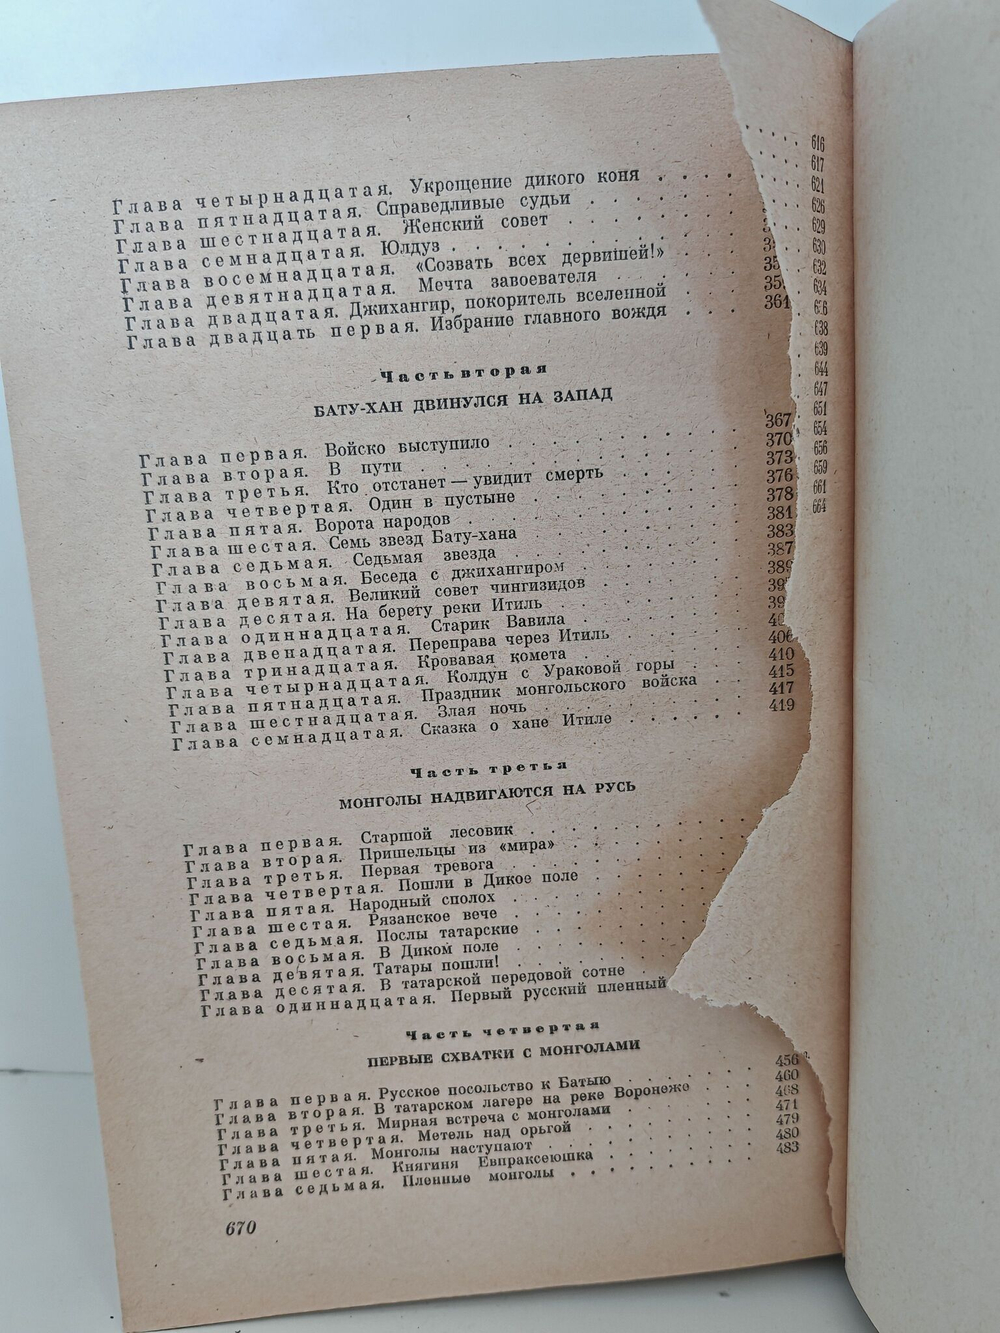 Глава четырнадцатая. Укрощение дикого коня
Глава пятнадцатая. Справедливые судьи
Глава шестнадцатая. Женский совет
Глава семнадцатая. Юлдуз
Глава восемнадцатая. «Созвать всех дервишей!»
Глава девятнадцатая. Мечта завоевателя
Глава двадцатая. Джихангир, покоритель вселенной
Глава двадцать первая. Избрание главного вождя . . . 361
Часть вторая
БАТУ-ХАН ДВИНУЛСЯ НА ЗАПАД
Глава первая. Войско выступило . . . 367
Глава вторая. В пути . . . 370
Глава третья. Кто отстанет — увидит смерть . . . 373
Глава четвертая. Один в пустыне . . . 376
Глава пятая. Ворота народов . . . 378
Глава шестая. Семь звезд Бату-хана . . . 381
Глава седьмая. Седьмая звезда . . . 383
Глава восьмая. Беседа с джихангиром . . . 387
Глава девятая. Великий совет чингизидов . . . 389
Глава десятая. На берегу реки Итиль
Глава одиннадцатая. Старик Вавила
Глава двенадцатая. Переправа через Итиль
Глава тринадцатая. Кровавая комета . . . 406
Глава четырнадцатая. Колдун с Ураковой горы . . . 410
Глава пятнадцатая. Праздник монгольского войска . . . 415
Глава шестнадцатая. Злая ночь . . . 417
Глава семнадцатая. Сказка о хане Итиле . . . 419
Часть третья
МОНГОЛЫ НАДВИГАЮТСЯ НА РУСЬ
Глава первая. Старшой лесовик
Глава вторая. Пришельцы из «мира»
Глава третья. Первая тревога
Глава четвертая. Пошли в Дикое поле
Глава пятая. Народный сполох
Глава шестая. Рязанское вече
Глава седьмая. Послы татарские
Глава восьмая. В Диком поле
Глава девятая. Татары пошли!
Глава десятая. В татарской передовой сотне
Глава одиннадцатая. Первый русский пленный
Часть четвертая
ПЕРВЫЕ СХВАТКИ С МОНГОЛАМИ
Глава первая. Русское посольство к Батыю . . . 456
Глава вторая. В татарском лагере на реке Воронеже . . . 460
Глава третья. Мирная встреча с монголами . . . 468
Глава четвертая. Метель над орьгой . . . 471
Глава пятая. Монголы наступают . . . 479
Глава шестая. Княгиня Евпраксеюшка . . . 480
Глава седьмая. Пленные монголы . . . 483
670
616
617
621
626
629
630
632
634
636
638
639
644
647
651
654
656
659
661
664